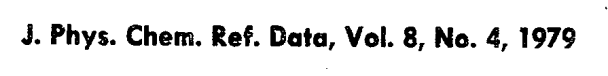 J. Phys. Chem. Ref. Data, Vol. 8, No. 4, 1979